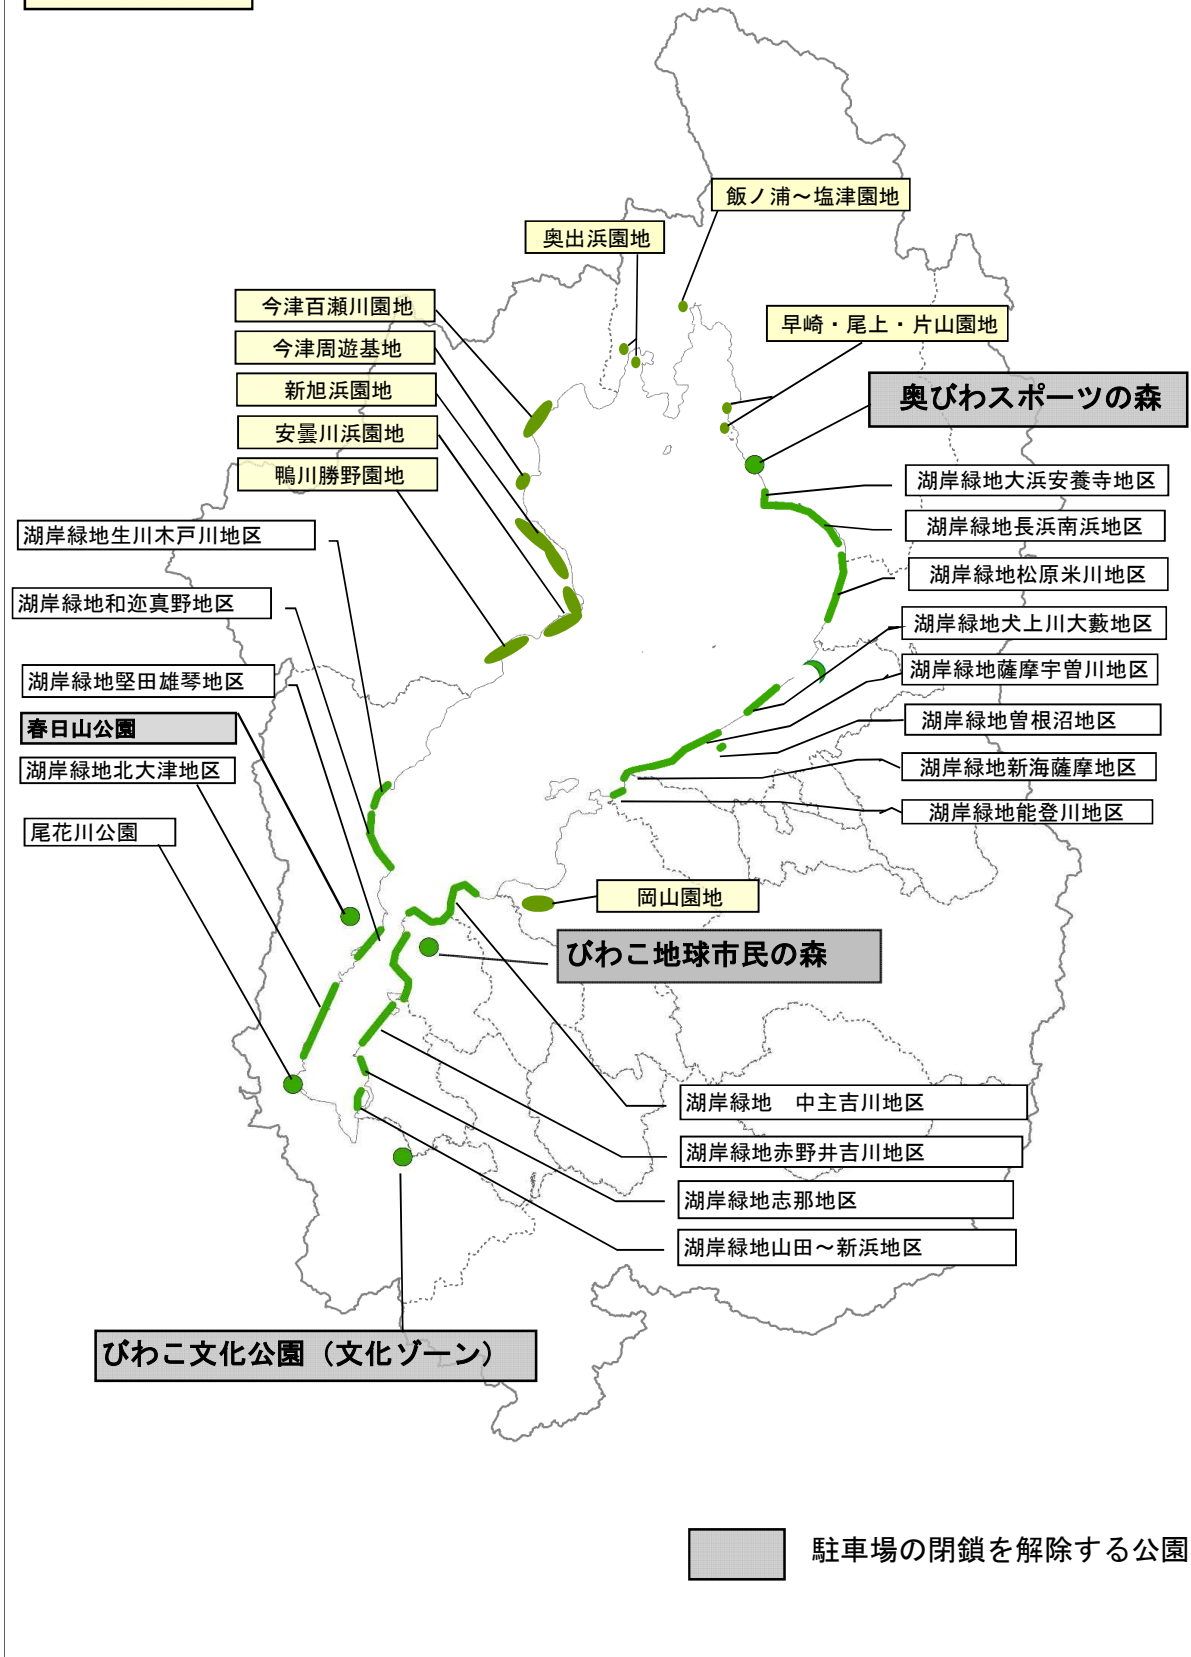 飯ノ浦～塩津園地
奥出浜園地
今津百瀬川園地
早崎・尾上・片山園地
今津周遊基地
新旭浜園地
奥びわスポーツの森
安曇川浜園地
鴨川勝野園地
湖岸緑地大浜安養寺地区
湖岸緑地生川木戸川地区
湖岸緑地長浜南浜地区
湖岸緑地松原米川地区
湖岸緑地和迩真野地区
湖岸緑地犬上川大藪地区
湖岸緑地薩摩宇曽川地区
湖岸緑地堅田雄琴地区
湖岸緑地曽根沼地区
春日山公園
湖岸緑地北大津地区
湖岸緑地新海薩摩地区
湖岸緑地能登川地区
尾花川公園
岡山園地
びわこ地球市民の森
湖岸緑地　中主吉川地区
湖岸緑地赤野井吉川地区
湖岸緑地志那地区
湖岸緑地山田～新浜地区
びわこ文化公園（文化ゾーン）
駐車場の閉鎖を解除する公園